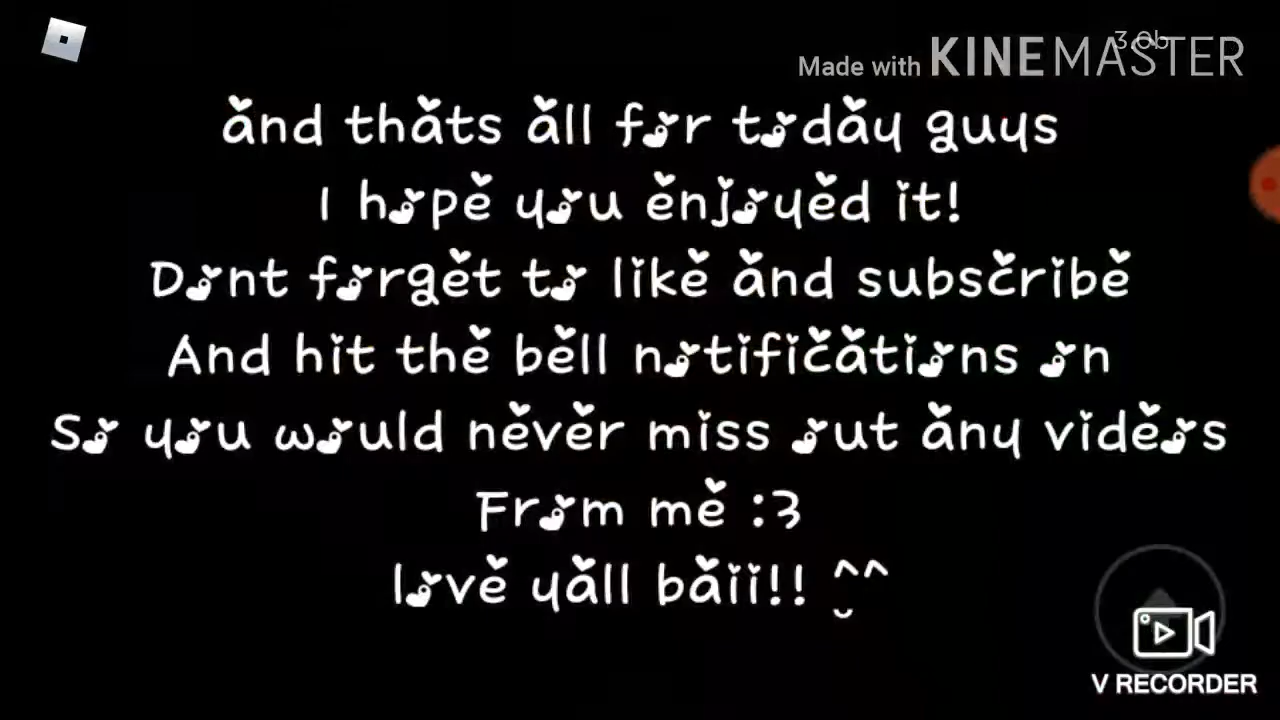 Made with KINEMASTER
3.0b
and thats all for today guys
I hope you enjoyed it!
Dont forget to like and subscribe
And hit the bell notifications on
So you would never miss out any videos
From me :3
love yall baii!! ^̮^
V RECORDER